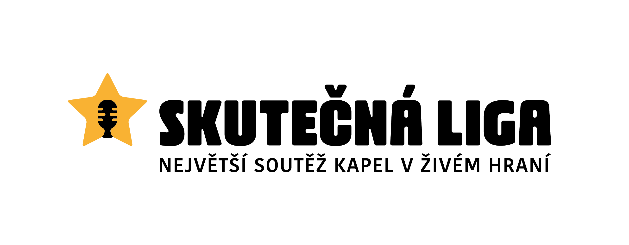 SKUTEČNÁ LIGA
NEJVĚTŠÍ SOUTĚŽ KAPEL V ŽIVÉM HRANÍ